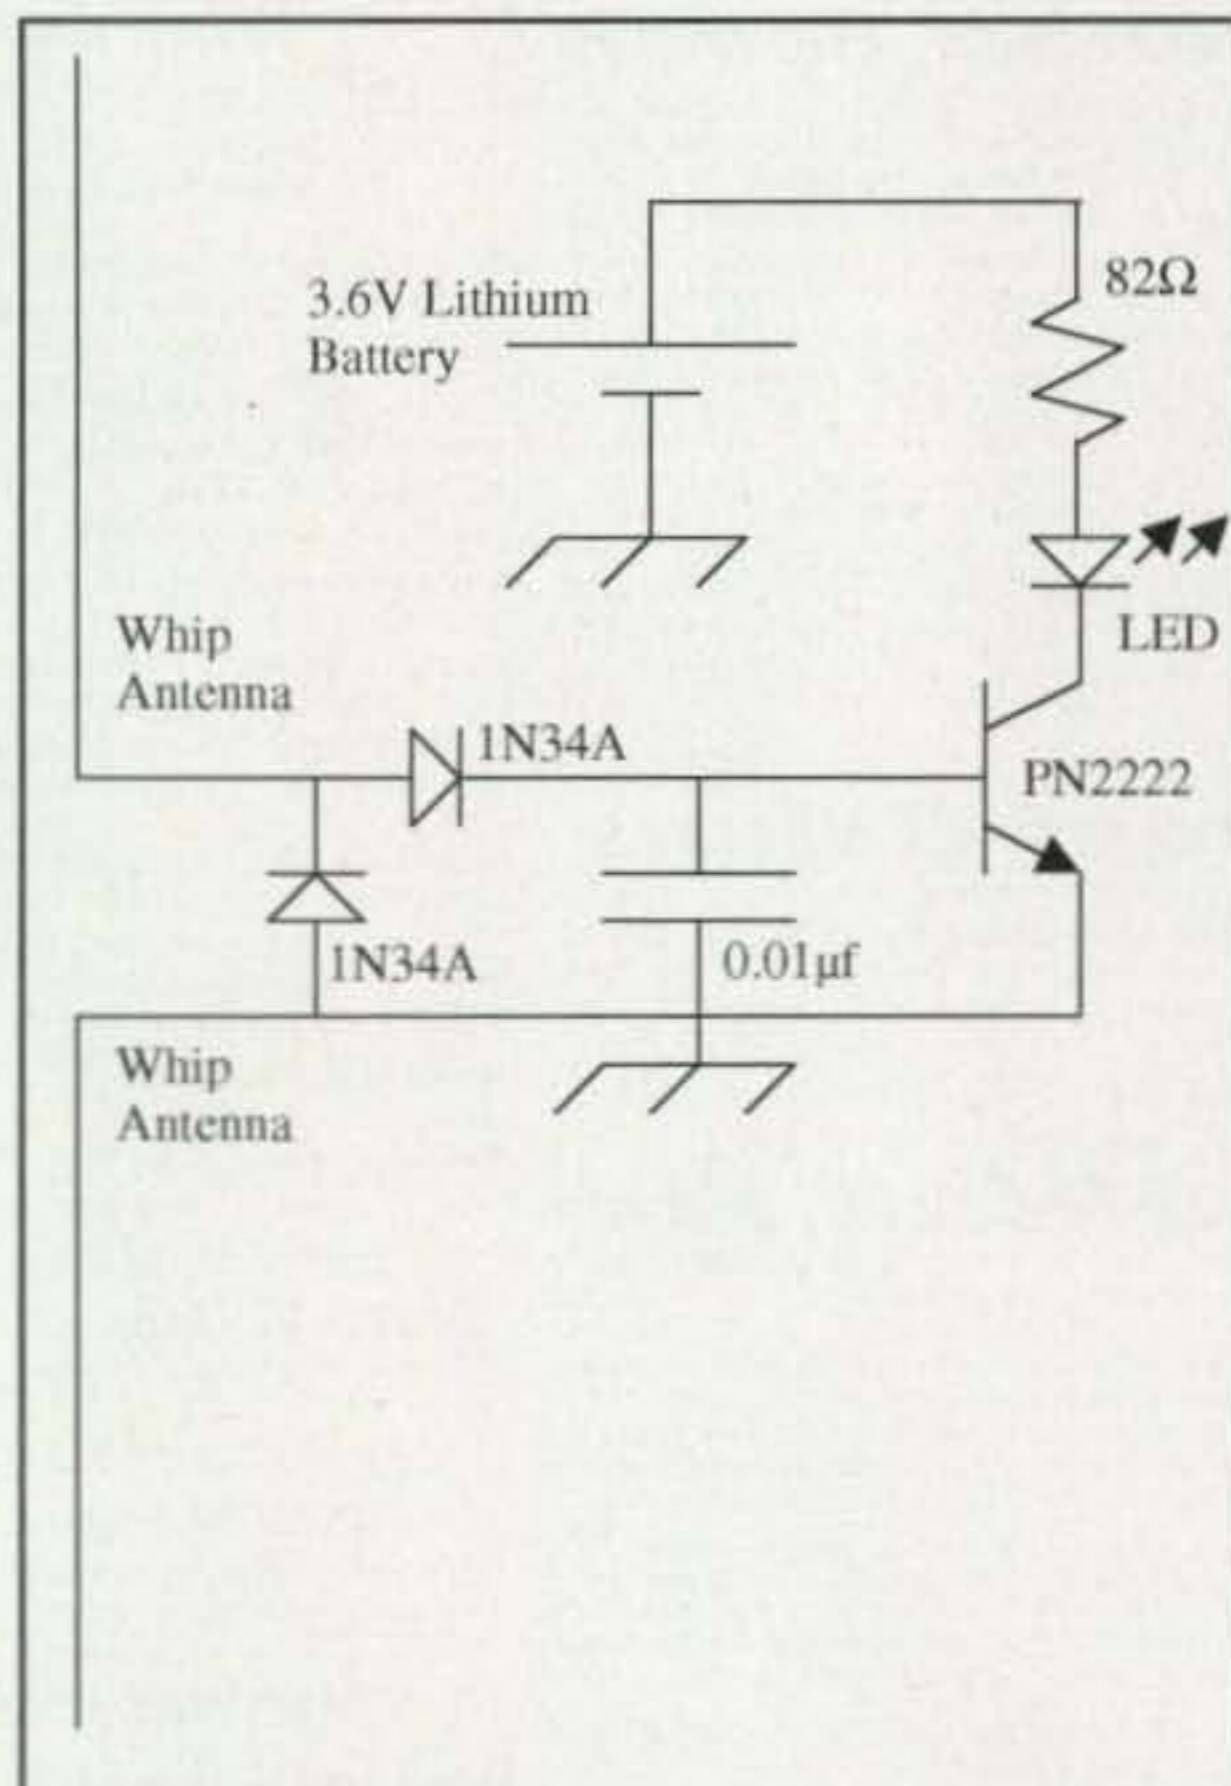 3.6V Lithium
Battery
82Ω
LED
Whip
Antenna
1N34A
PN2222
1N34A
0.01µf
Whip
Antenna